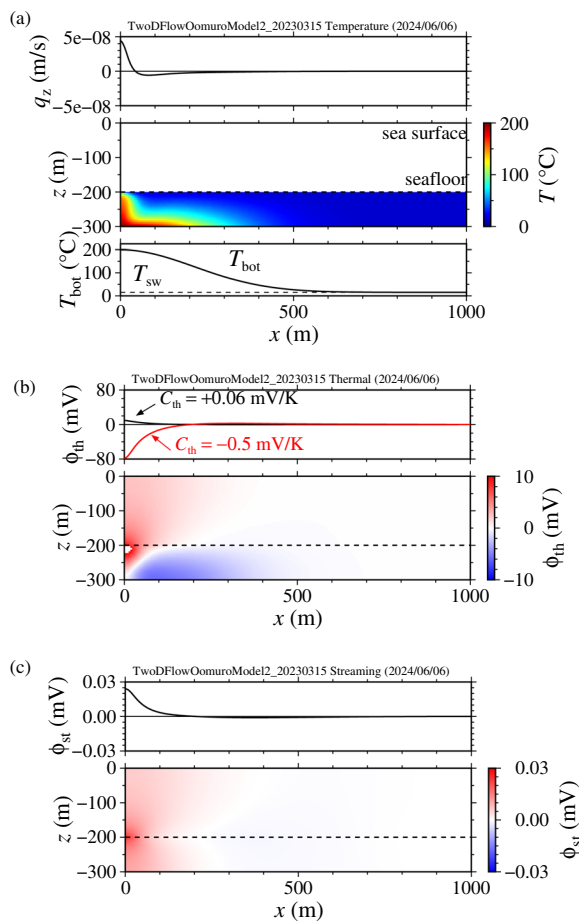 (a)
TwoDFlowOomuroModel2_20230315 Temperature (2024/06/06)
q_z (m/s)
5e−08
0
5e−08
z (m)
0
−100
−200
−300
sea surface
seafloor
200
100
0
T (°C)
T_bot (°C)
200
100
0
T_sw
T_bot
0 500 1000
x (m)
(b)
TwoDFlowOomuroModel2_20230315 Thermal (2024/06/06)
ϕ_th (mV)
80
0
−80
C_th = +0.06 mV/K
C_th = −0.5 mV/K
z (m)
0
−100
−200
−300
10
0
−10
ϕ_th (mV)
0 500 1000
x (m)
(c)
TwoDFlowOomuroModel2_20230315 Streaming (2024/06/06)
ϕ_st (mV)
0.03
0.00
−0.03
z (m)
0
−100
−200
−300
0.03
0.00
−0.03
ϕ_st (mV)
0 500 1000
x (m)